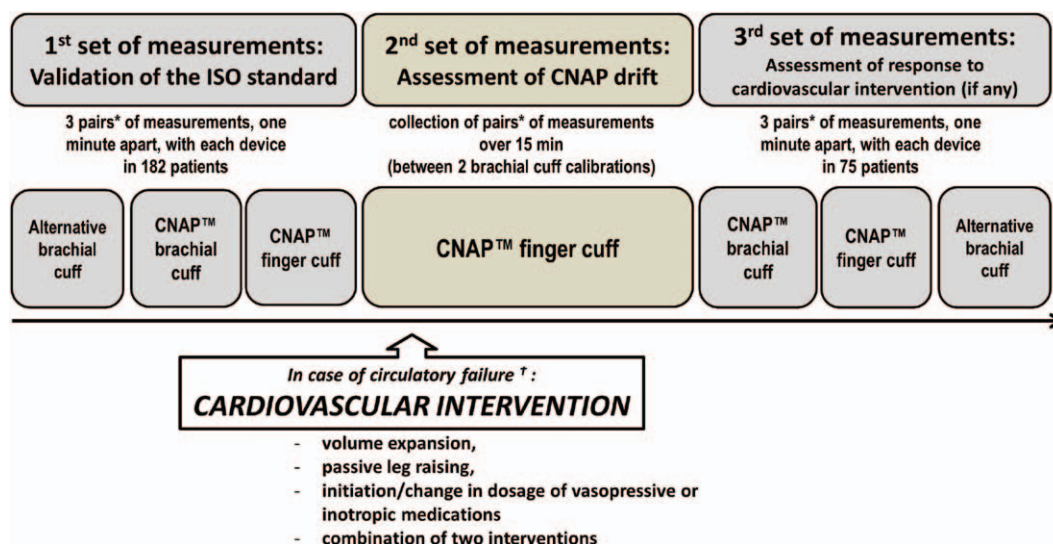 1st set of measurements:
Validation of the ISO standard
2nd set of measurements:
Assessment of CNAP drift
3rd set of measurements:
Assessment of response to
cardiovascular intervention (if any)
3 pairs* of measurements, one
minute apart, with each device
in 182 patients
collection of pairs* of measurements
over 15 min
(between 2 brachial cuff calibrations)
3 pairs* of measurements, one
minute apart, with each device
in 75 patients
Alternative
brachial
cuff
CNAP™
brachial
cuff
CNAP™
finger cuff
CNAP™ finger cuff
CNAP™
brachial
cuff
CNAP™
finger cuff
Alternative
brachial
cuff
In case of circulatory failure † :
CARDIOVASCULAR INTERVENTION
- volume expansion,
- passive leg raising,
- initiation/change in dosage of vasopressive or
inotropic medications
- combination of two interventions